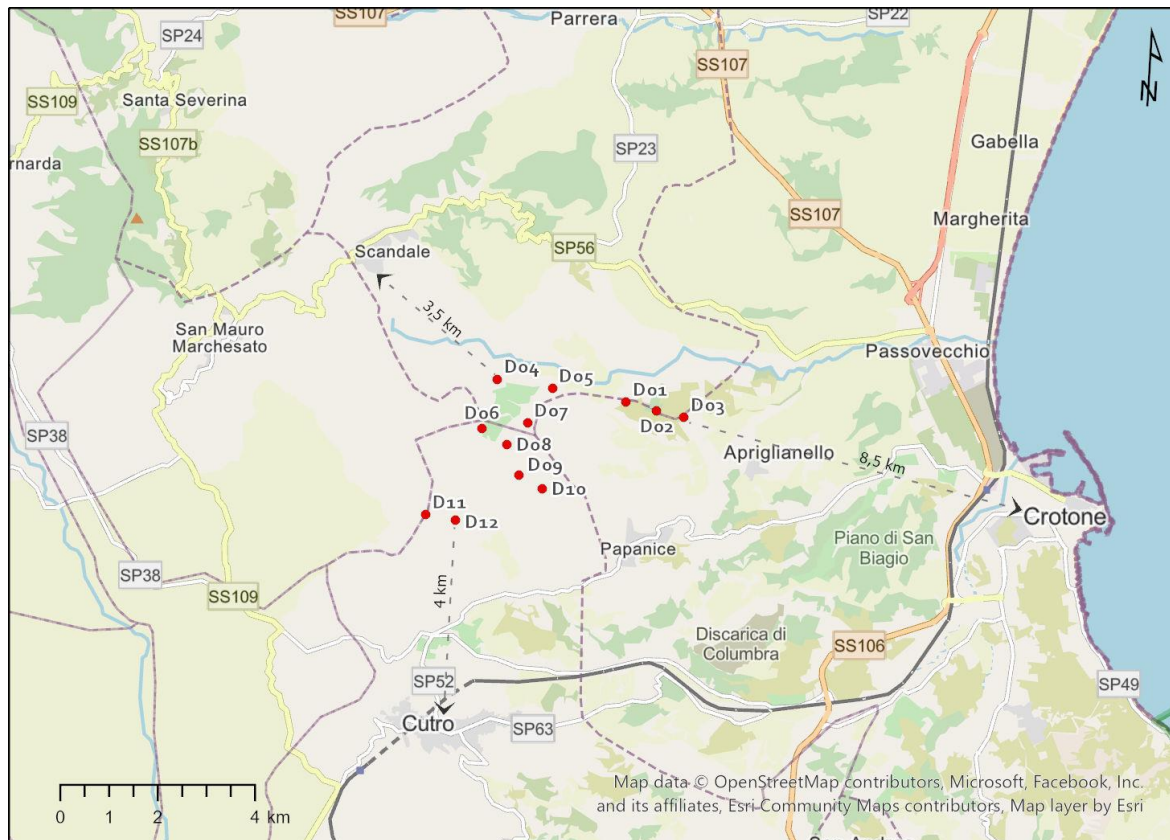 SS107
Parrera
SP22
SP24
SS107
SS109
Santa Severina
N
SS107b
SP23
Gabella
SS107
Margherita
Scandale
SP56
3,5 km
San Mauro
Marchesato
Passovecchio
D04
D05
D01
D03
D06
D07
D02
D08
Apriglianello
8,5 km
SP38
D09
D10
D11
D12
Crotone
Papanice
Piano di San
Biagio
SP38
4 km
SS109
Discarica di
Columbra
SS106
SP52
SP49
Cutro
SP63
Map data © OpenStreetMap contributors, Microsoft, Facebook, Inc.
and its affiliates, Esri Community Maps contributors, Map layer by Esri
0 1 2 4 km